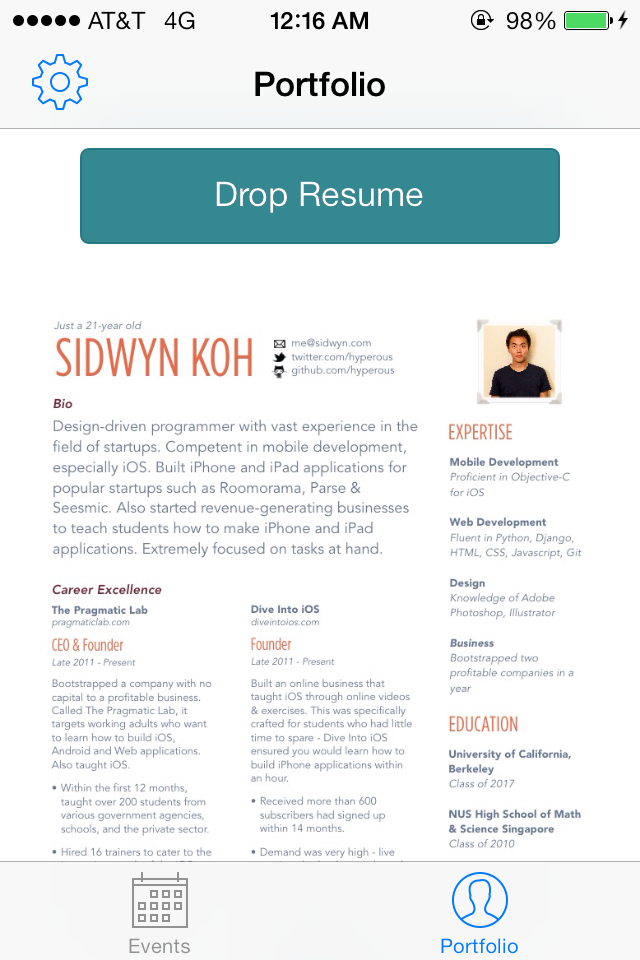 AT&T 4G 12:16 AM 98%
Portfolio
Drop Resume
Just a 21-year old
SIDWYN KOH
me@sidwyn.com
twitter.com/hyperous
github.com/hyperous
Bio
Design-driven programmer with vast experience in the
field of startups. Competent in mobile development,
especially iOS. Built iPhone and iPad applications for
popular startups such as Roomorama, Parse &
Seesmic. Also started revenue-generating businesses
to teach students how to make iPhone and iPad
applications. Extremely focused on tasks at hand.
Career Excellence
The Pragmatic Lab
pragmaticlab.com
CEO & Founder
Late 2011 - Present
Bootstrapped a company with no
capital to a profitable business.
Called The Pragmatic Lab, it
targets working adults who want
to learn how to build iOS,
Android and Web applications.
Also taught iOS.
• Within the first 12 months,
taught over 200 students from
various government agencies,
schools, and the private sector.
• Hired 16 trainers to cater to the
Dive Into iOS
diveintoios.com
Founder
Late 2011 - Present
Built an online business that
taught iOS through online videos
& exercises. This was specifically
crafted for students who had little
time to spare - Dive Into iOS
ensured you would learn how to
build iPhone applications within
an hour.
• Received more than 600
subscribers had signed up
within 14 months.
• Demand was very high - live
EXPERTISE
Mobile Development
Proficient in Objective-C
for iOS
Web Development
Fluent in Python, Django,
HTML, CSS, Javascript, Git
Design
Knowledge of Adobe
Photoshop, Illustrator
Business
Bootstrapped two
profitable companies in a
year
EDUCATION
University of California,
Berkeley
Class of 2017
NUS High School of Math
& Science Singapore
Class of 2010
Events
Portfolio